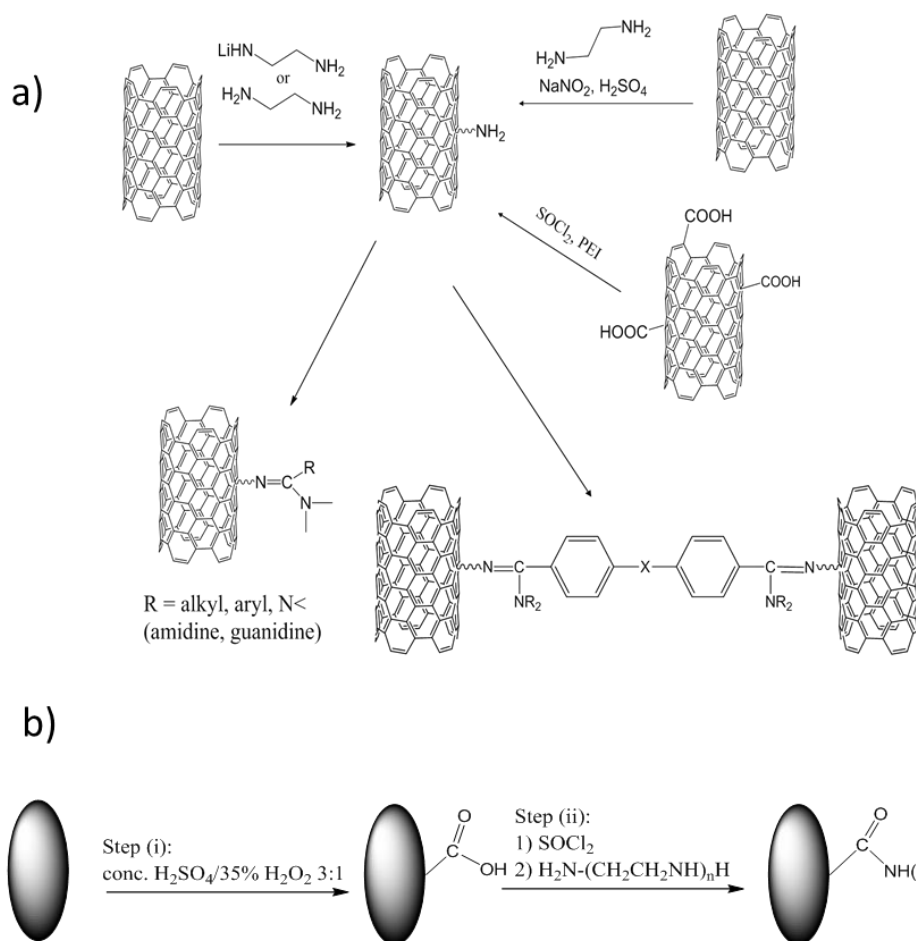 a)
LiHN
NH2
or
H2N
NH2
NH2
H2N
NaNO2, H2SO4
NH2
SOCl2, PEI
COOH
COOH
HOOC
N=C
R
N
R = alkyl, aryl, N<
(amidine, guanidine)
N=C
NR2
X
C=N
NR2
b)
Step (i):
conc. H2SO4/35% H2O2 3:1
O
OH
Step (ii):
1) SOCl2
2) H2N-(CH2CH2NH)nH
O
NH(